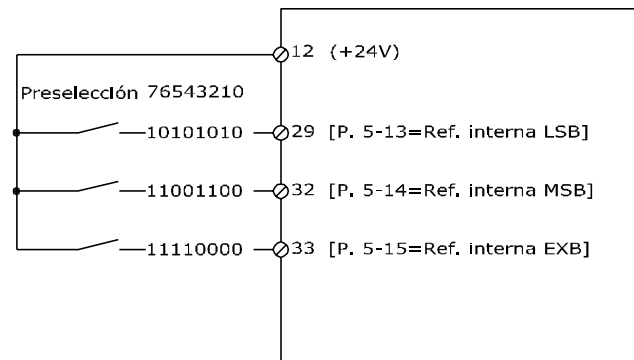 12 (+24V)
Preselección 76543210
10101010 29 [P. 5-13=Ref. interna LSB]
11001100 32 [P. 5-14=Ref. interna MSB]
11110000 33 [P. 5-15=Ref. interna EXB]